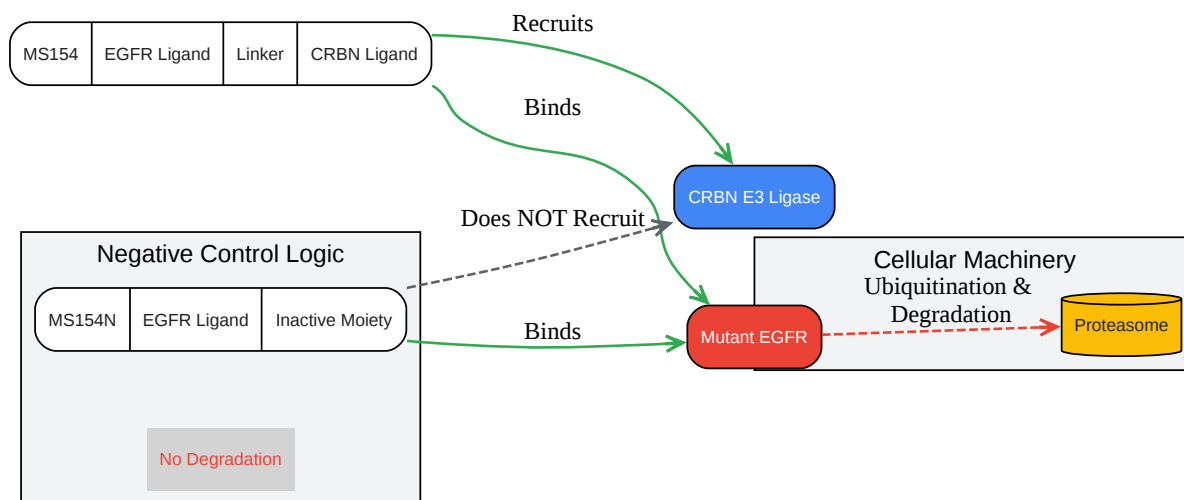 Recruits
MS154 EGFR Ligand Linker CRBN Ligand
Binds
CRBN E3 Ligase
Does NOT Recruit
Negative Control Logic
Cellular Machinery
Ubiquitination &
Degradation
MS154N EGFR Ligand Inactive Moiety
Binds
Mutant EGFR
Proteasome
No Degradation